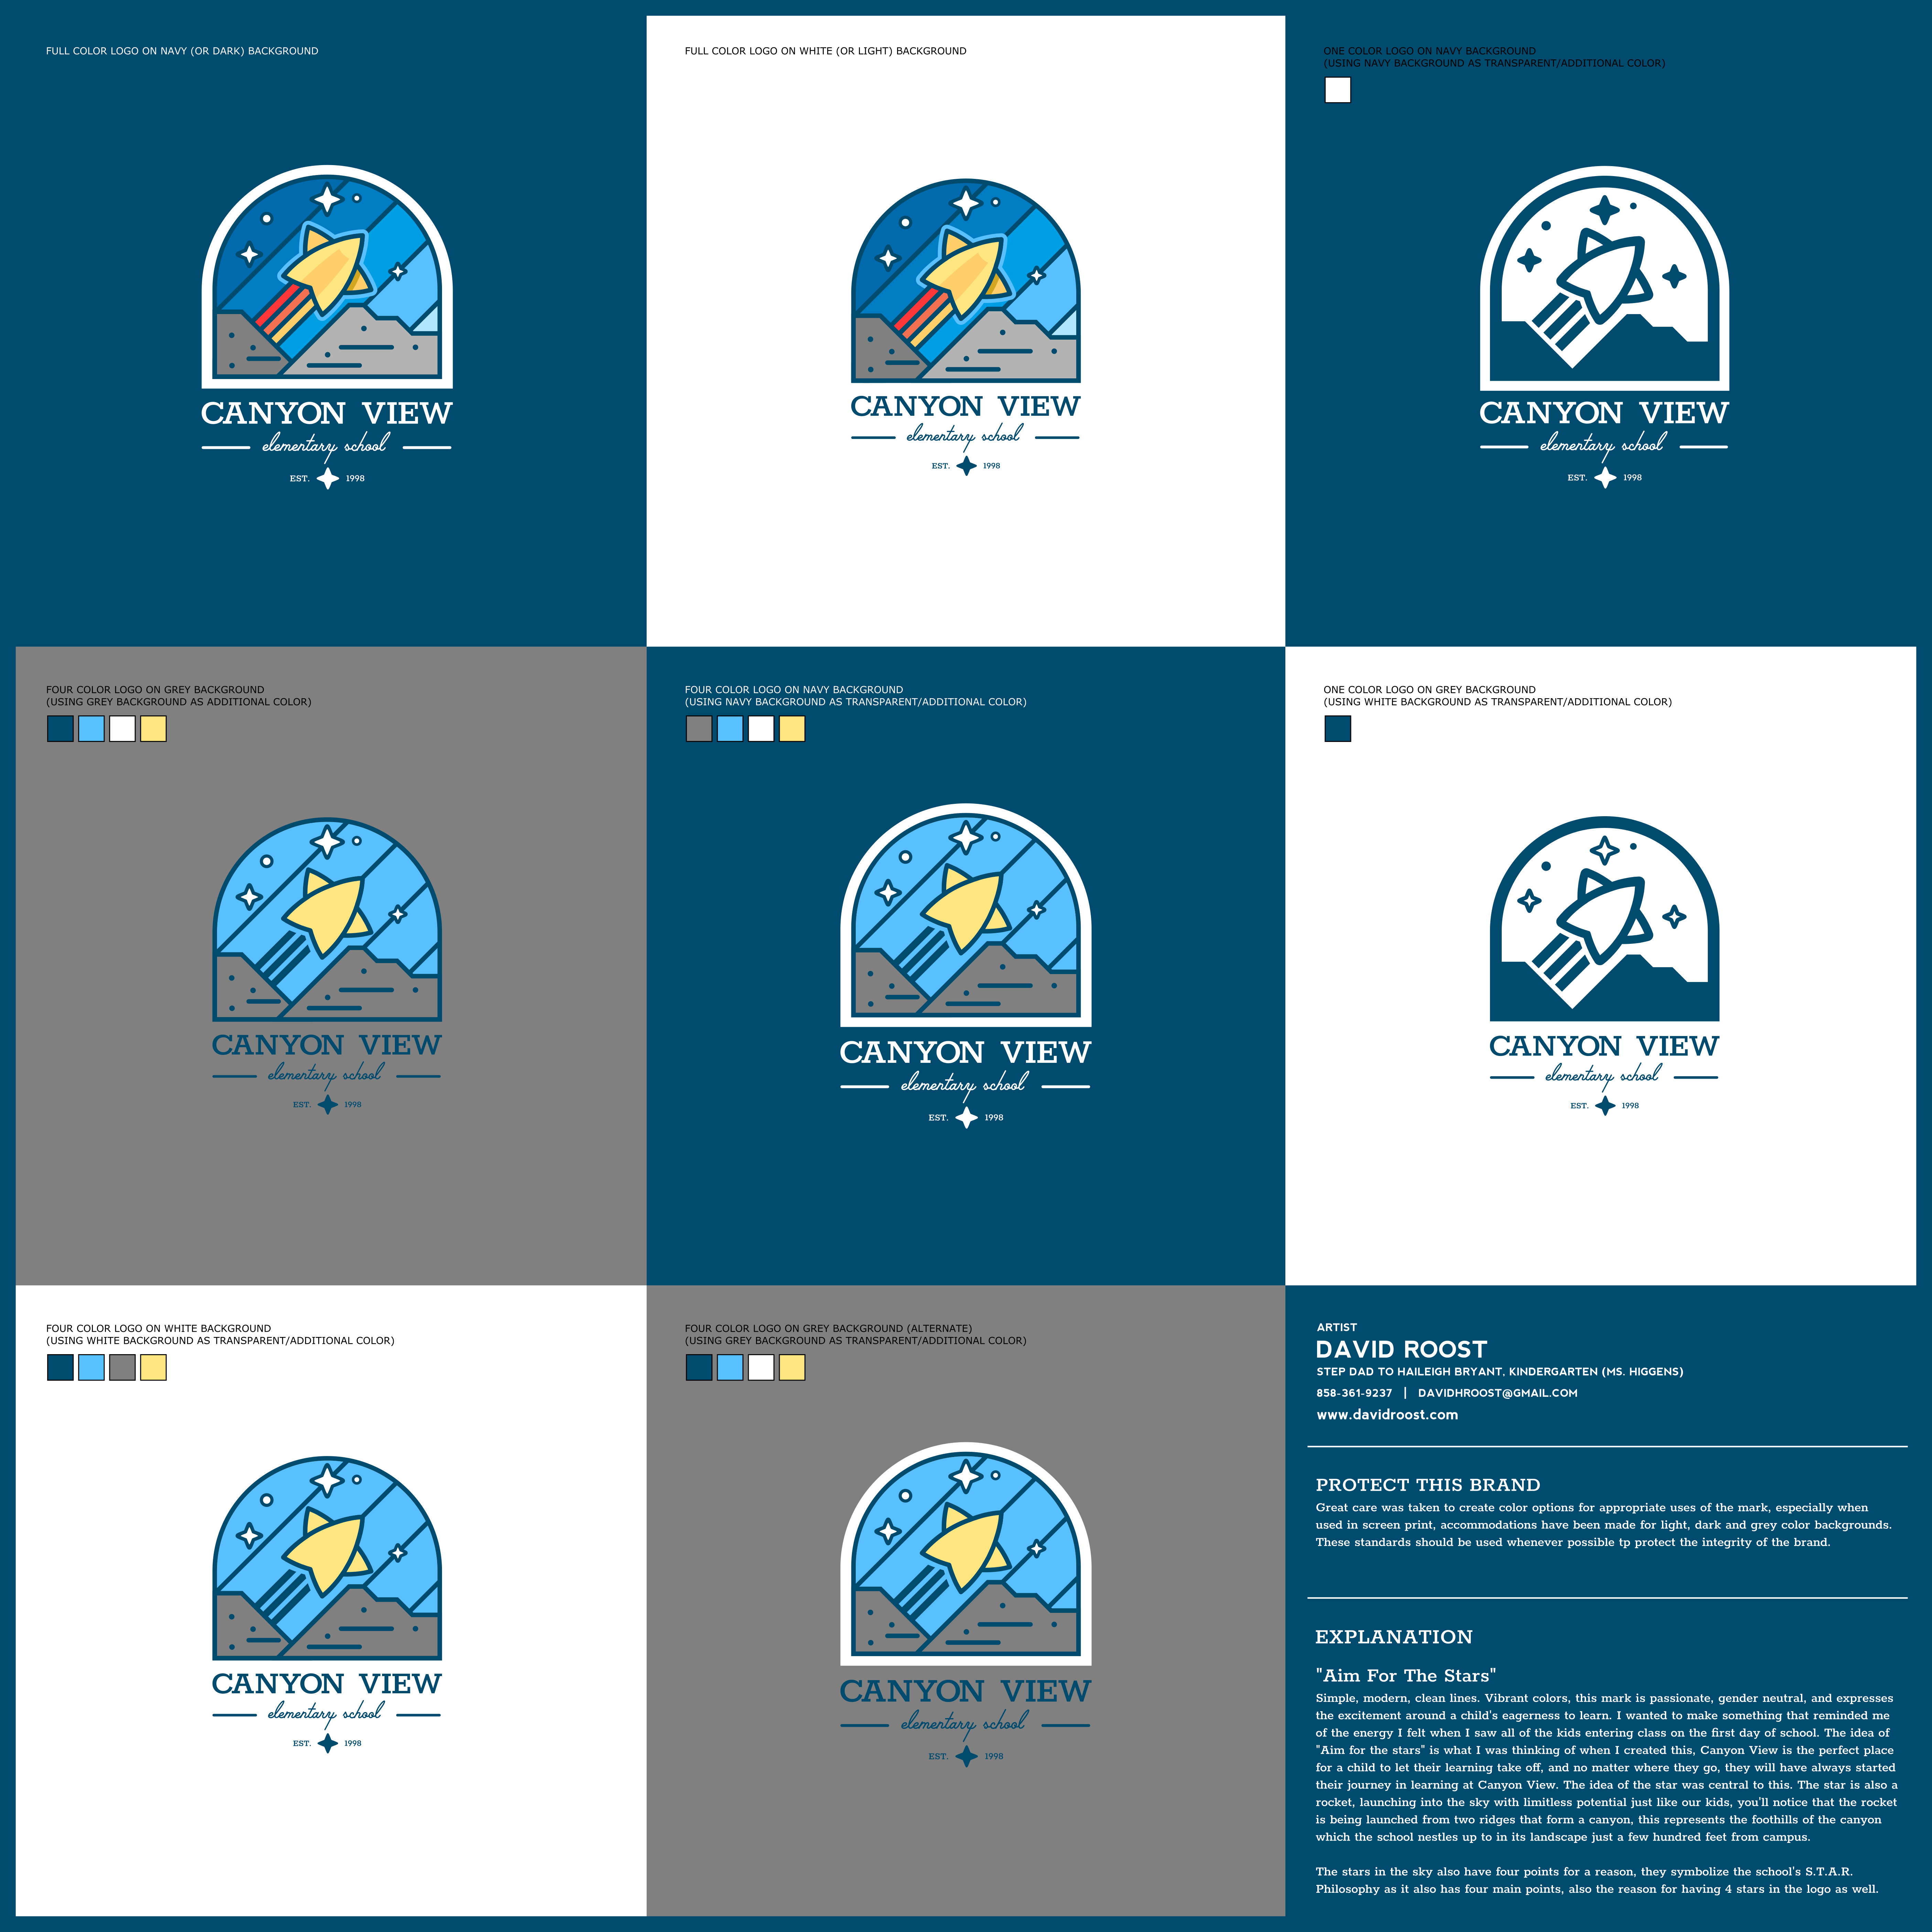 FULL COLOR LOGO ON NAVY (OR DARK) BACKGROUND
CANYON VIEW
elementary school
EST. 1998
FULL COLOR LOGO ON WHITE (OR LIGHT) BACKGROUND
CANYON VIEW
elementary school
EST. 1998
ONE COLOR LOGO ON NAVY BACKGROUND
(USING NAVY BACKGROUND AS TRANSPARENT/ADDITIONAL COLOR)
CANYON VIEW
elementary school
EST. 1998
FOUR COLOR LOGO ON GREY BACKGROUND
(USING GREY BACKGROUND AS ADDITIONAL COLOR)
CANYON VIEW
elementary school
EST. 1998
FOUR COLOR LOGO ON NAVY BACKGROUND
(USING NAVY BACKGROUND AS TRANSPARENT/ADDITIONAL COLOR)
CANYON VIEW
elementary school
EST. 1998
ONE COLOR LOGO ON GREY BACKGROUND
(USING WHITE BACKGROUND AS TRANSPARENT/ADDITIONAL COLOR)
CANYON VIEW
elementary school
EST. 1998
FOUR COLOR LOGO ON WHITE BACKGROUND
(USING WHITE BACKGROUND AS TRANSPARENT/ADDITIONAL COLOR)
CANYON VIEW
elementary school
EST. 1998
FOUR COLOR LOGO ON GREY BACKGROUND (ALTERNATE)
(USING GREY BACKGROUND AS TRANSPARENT/ADDITIONAL COLOR)
CANYON VIEW
elementary school
EST. 1998
ARTIST
DAVID ROOST
STEP DAD TO HAILEIGH BRYANT, KINDERGARTEN (MS. HIGGENS)
858-361-9237 | DAVIDHROOST@GMAIL.COM
www.davidroost.com
PROTECT THIS BRAND
Great care was taken to create color options for appropriate uses of the mark, especially when
used in screen print, accommodations have been made for light, dark and grey color backgrounds.
These standards should be used whenever possible tp protect the integrity of the brand.
EXPLANATION
"Aim For The Stars"
Simple, modern, clean lines. Vibrant colors, this mark is passionate, gender neutral, and expresses
the excitement around a child's eagerness to learn. I wanted to make something that reminded me
of the energy I felt when I saw all of the kids entering class on the first day of school. The idea of
"Aim for the stars" is what I was thinking of when I created this, Canyon View is the perfect place
for a child to let their learning take off, and no matter where they go, they will have always started
their journey in learning at Canyon View. The idea of the star was central to this. The star is also a
rocket, launching into the sky with limitless potential just like our kids, you'll notice that the rocket
is being launched from two ridges that form a canyon, this represents the foothills of the canyon
which the school nestles up to in its landscape just a few hundred feet from campus.
The stars in the sky also have four points for a reason, they symbolize the school's S.T.A.R.
Philosophy as it also has four main points, also the reason for having 4 stars in the logo as well.